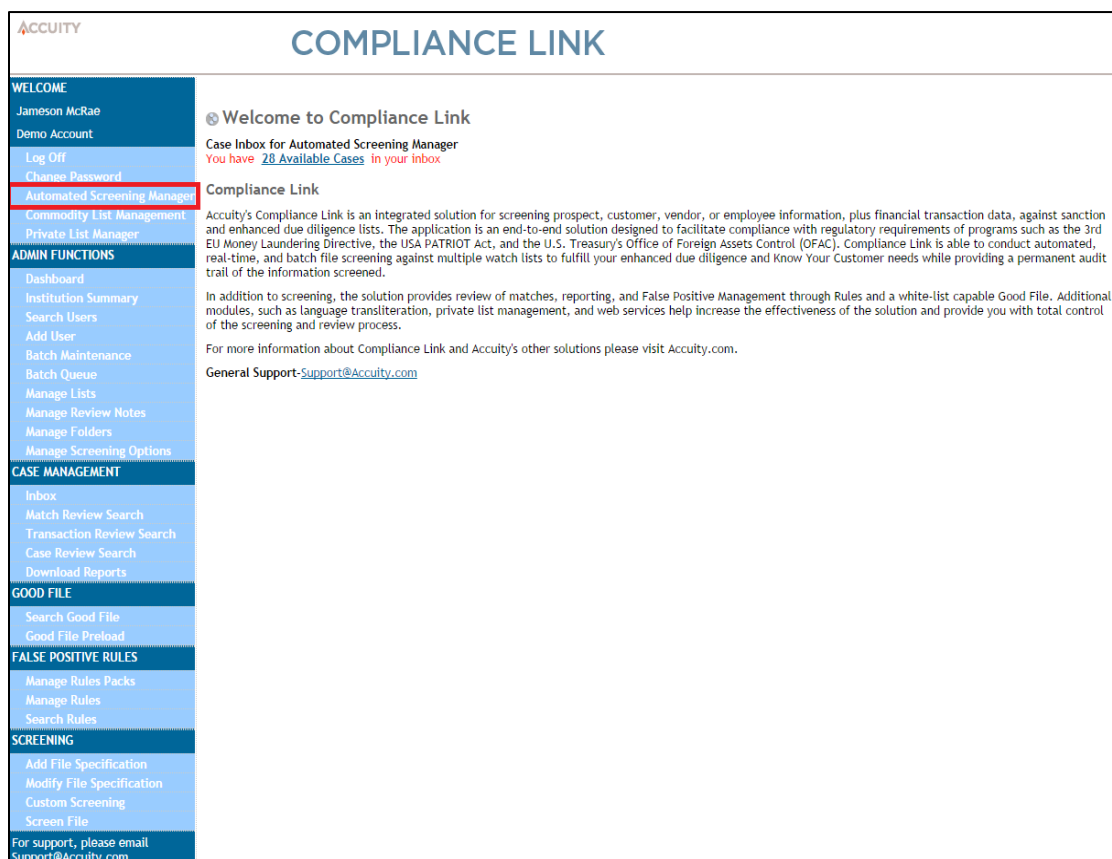 ACCUITY
COMPLIANCE LINK
WELCOME
Jameson McRae
Demo Account
Log Off
Change Password
Automated Screening Manager
Commodity List Management
Private List Manager
ADMIN FUNCTIONS
Dashboard
Institution Summary
Search Users
Add User
Batch Maintenance
Batch Queue
Manage Lists
Manage Review Notes
Manage Folders
Manage Screening Options
CASE MANAGEMENT
Inbox
Match Review Search
Transaction Review Search
Case Review Search
Download Reports
GOOD FILE
Search Good File
Good File Preload
FALSE POSITIVE RULES
Manage Rules Packs
Manage Rules
Search Rules
SCREENING
Add File Specification
Modify File Specification
Custom Screening
Screen File
For support, please email
Support@Accuity.com
Welcome to Compliance Link
Case Inbox for Automated Screening Manager
You have 28 Available Cases in your inbox
Compliance Link
Accuity's Compliance Link is an integrated solution for screening prospect, customer, vendor, or employee information, plus financial transaction data, against sanction
and enhanced due diligence lists. The application is an end-to-end solution designed to facilitate compliance with regulatory requirements of programs such as the 3rd
EU Money Laundering Directive, the USA PATRIOT Act, and the U.S. Treasury's Office of Foreign Assets Control (OFAC). Compliance Link is able to conduct automated,
real-time, and batch file screening against multiple watch lists to fulfill your enhanced due diligence and Know Your Customer needs while providing a permanent audit
trail of the information screened.
In addition to screening, the solution provides review of matches, reporting, and False Positive Management through Rules and a white-list capable Good File. Additional
modules, such as language transliteration, private list management, and web services help increase the effectiveness of the solution and provide you with total control
of the screening and review process.
For more information about Compliance Link and Accuity's other solutions please visit Accuity.com.
General Support-Support@Accuity.com